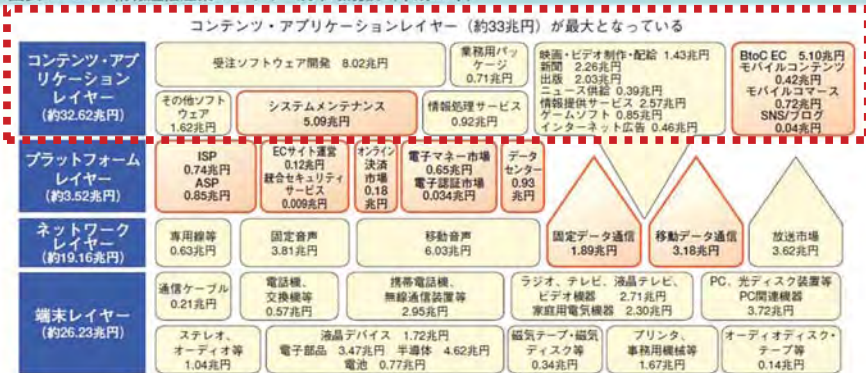 コンテンツ・アプリケーションレイヤー（約33兆円）が最大となっている
コンテンツ・アプ
リケーション
レイヤー
(約32.62兆円)
受注ソフトウェア開発 8.02兆円
業務用パッ
ケージ
0.71兆円
映画・ビデオ制作・配給 1.43兆円
新聞 2.26兆円
出版 2.03兆円
ニュース供給 0.39兆円
情報提供サービス 2.57兆円
ゲームソフト 0.85兆円
インターネット広告 0.46兆円
BtoC EC 5.10兆円
モバイルコンテンツ
0.42兆円
モバイルコマース
0.72兆円
SNS/ブログ
0.04兆円
その他ソフト
ウェア
1.62兆円
システムメンテナンス
5.09兆円
情報処理サービス
0.92兆円
プラットフォーム
レイヤー
(約3.52兆円)
ISP
0.74兆円
ASP
0.85兆円
ECサイト運営
0.12兆円
統合セキュリティ
サービス
0.009兆円
オンライン
決済
市場
0.18
兆円
電子マネー市場
0.65兆円
電子認証市場
0.034兆円
データ
センター
0.93
兆円
ネットワーク
レイヤー
(約19.16兆円)
専用線等
0.63兆円
固定音声
3.81兆円
移動音声
6.03兆円
固定データ通信
1.89兆円
移動データ通信
3.18兆円
放送市場
3.62兆円
端末レイヤー
(約26.23兆円)
通信ケーブル
0.21兆円
電話機、
交換機等
0.57兆円
携帯電話機、
無線通信装置等
2.95兆円
ラジオ、テレビ、液晶テレビ、
ビデオ機器 2.71兆円
家庭用電気機器 2.30兆円
PC、光ディスク装置等
PC関連機器
3.72兆円
ステレオ、
オーディオ等
1.04兆円
液晶デバイス 1.72兆円
電子部品 3.47兆円 半導体 4.62兆円
電池 0.77兆円
磁気テープ・磁気
ディスク等
0.34兆円
プリンタ、
事務用機械等
1.67兆円
オーディオディスク・
テープ等
0.14兆円